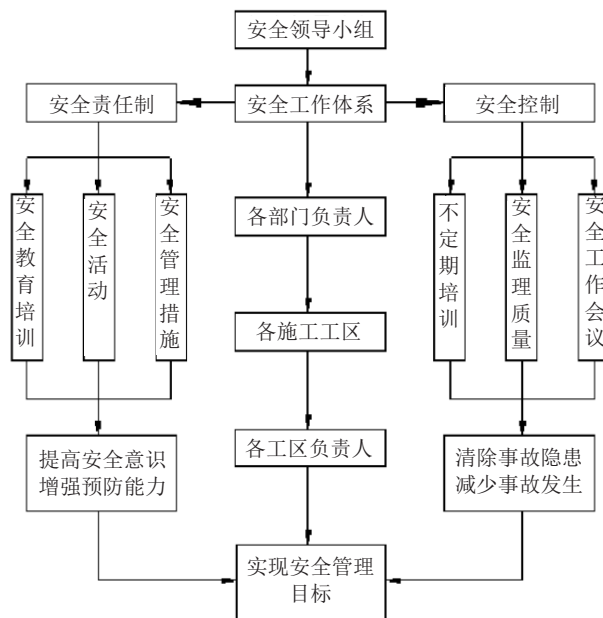 安全领导小组
安全责任制
安全工作体系
安全控制
安全教育培训
安全活动
安全管理措施
各部门负责人
不定期培训
安全监理质量
安全工作会议
各施工工区
各工区负责人
提高安全意识
增强预防能力
清除事故隐患
减少事故发生
实现安全管理
目标